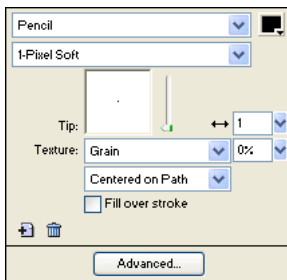 Pencil
1-Pixel Soft
Tip:
1
Texture: Grain 0%
Centered on Path
Fill over stroke
Advanced...